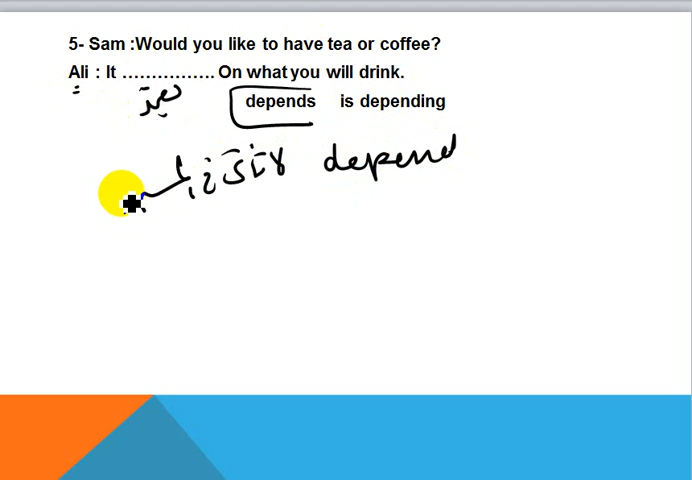 5- Sam :Would you like to have tea or coffee?
Ali : It ................ On what you will drink.
depends is depending
depend